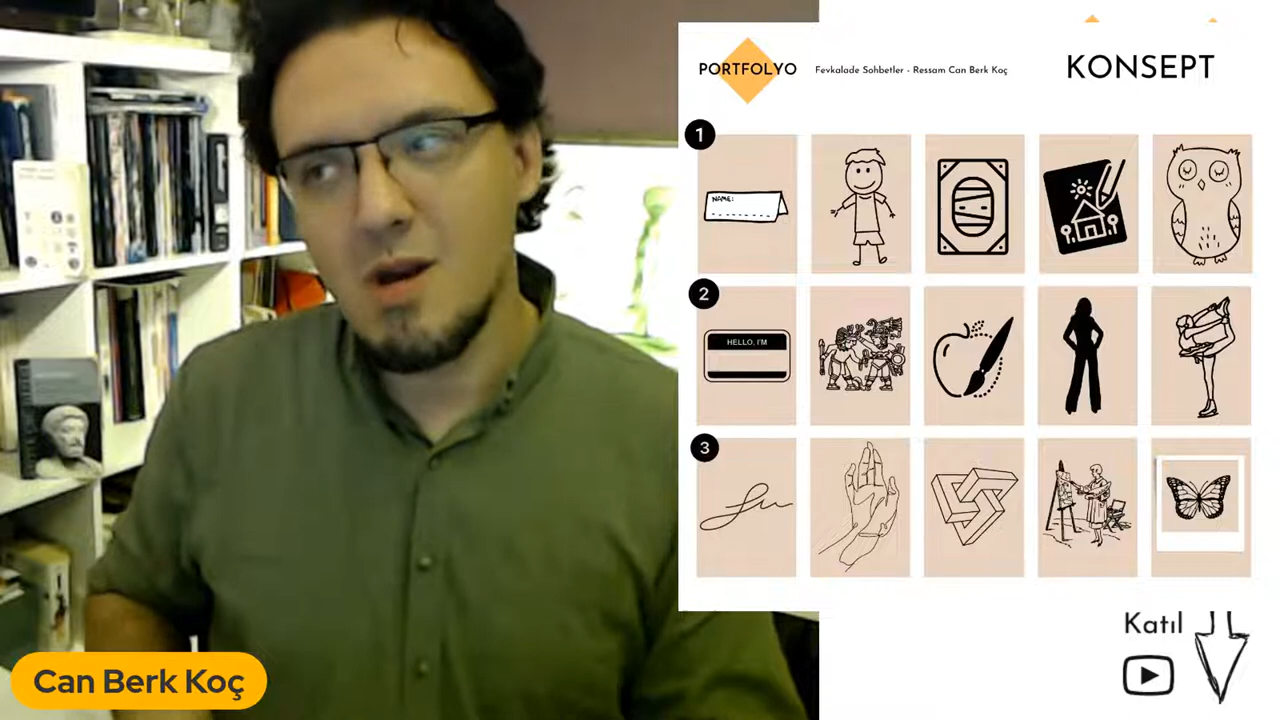 PORTFOLYO
Fevkalade Sohbetler - Ressam Can Berk Koç
KONSEPT
1
NAME:
2
HELLO, I'M
3
Katıl
Can Berk Koç